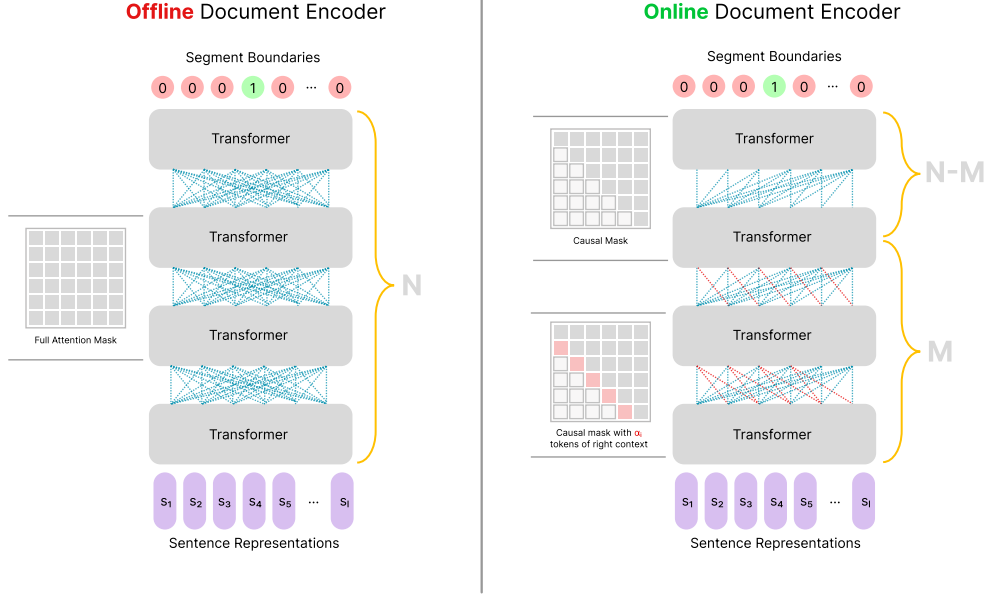 Offline Document Encoder
Segment Boundaries
0 0 0 1 0 ... 0
Transformer
Transformer
Transformer
Transformer
N
Full Attention Mask
S1 S2 S3 S4 S5 ... Sl
Sentence Representations
Online Document Encoder
Segment Boundaries
0 0 0 1 0 ... 0
Transformer
Transformer
Transformer
Transformer
N-M
M
Causal Mask
Causal mask with αi
tokens of right context
S1 S2 S3 S4 S5 ... Sl
Sentence Representations